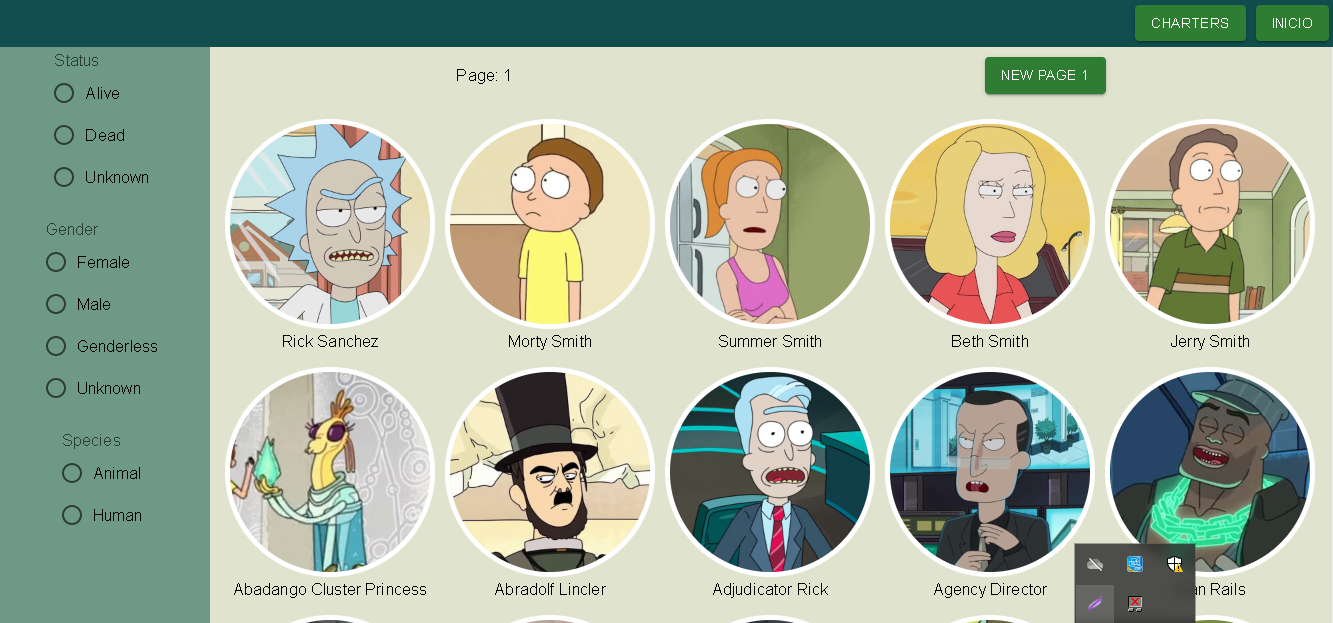 CHARTERS INICIO
Status
Alive
Dead
Unknown
Gender
Female
Male
Genderless
Unknown
Species
Animal
Human
Page: 1 NEW PAGE 1
Rick Sanchez Morty Smith Summer Smith Beth Smith Jerry Smith
Abadango Cluster Princess Abradolf Lincler Adjudicator Rick Agency Director Rails